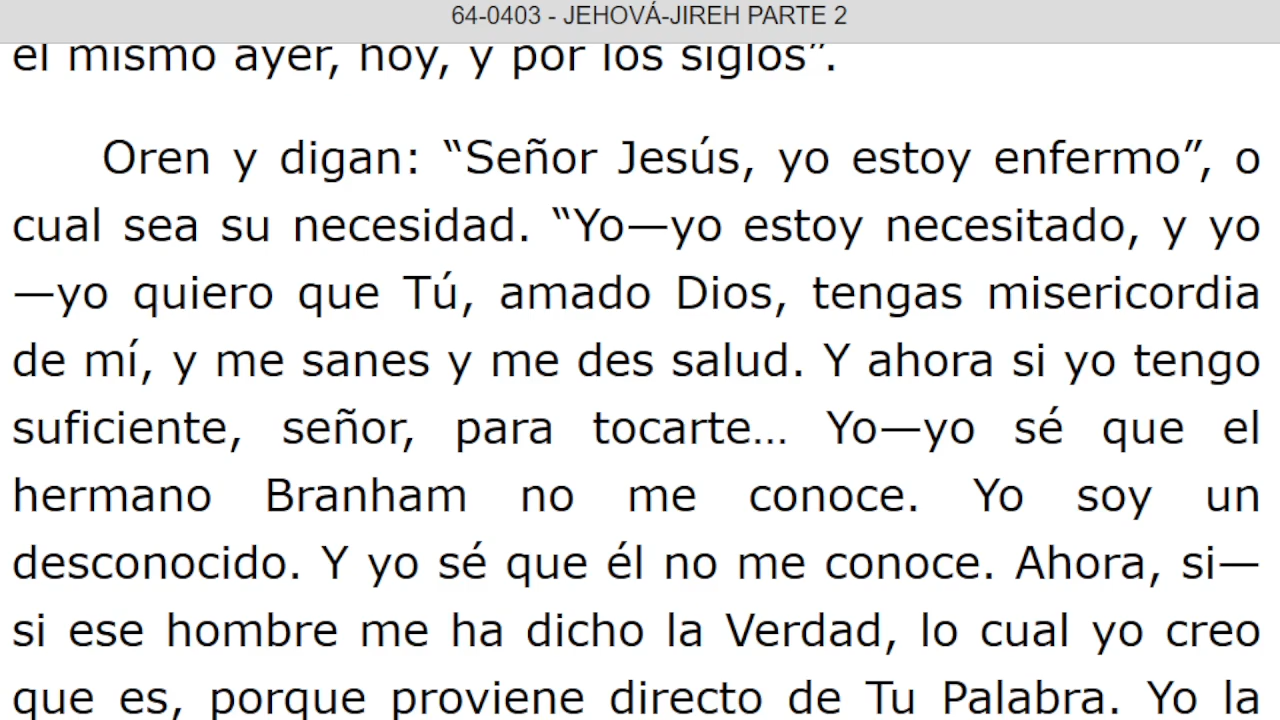 64-0403 - JEHOVÁ-JIREH PARTE 2
el mismo ayer, hoy, y por los siglos”.
Oren y digan: “Señor Jesús, yo estoy enfermo”, o
cual sea su necesidad. “Yo—yo estoy necesitado, y yo
—yo quiero que Tú, amado Dios, tengas misericordia
de mí, y me sanes y me des salud. Y ahora si yo tengo
suficiente, señor, para tocarte... Yo—yo sé que el
hermano Branham no me conoce. Yo soy un
desconocido. Y yo sé que él no me conoce. Ahora, si—
si ese hombre me ha dicho la Verdad, lo cual yo creo
que es, porque proviene directo de Tu Palabra. Yo la